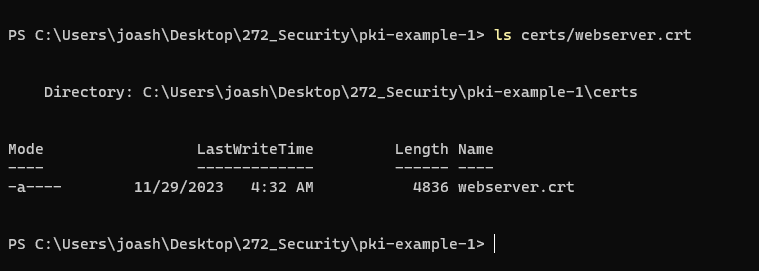 PS C:\Users\joash\Desktop\272_Security\pki-example-1> ls certs/webserver.crt
Directory: C:\Users\joash\Desktop\272_Security\pki-example-1\certs
Mode                 LastWriteTime         Length Name
----                 -------------         ------ ----
-a----        11/29/2023   4:32 AM           4836 webserver.crt
PS C:\Users\joash\Desktop\272_Security\pki-example-1>